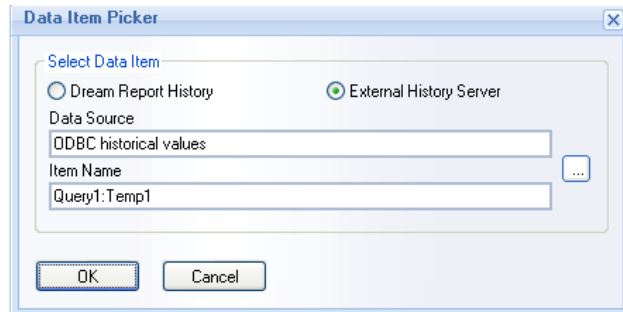 Data Item Picker
Select Data Item
Dream Report History External History Server
Data Source
ODBC historical values
Item Name
...
Query1:Temp1
OK Cancel